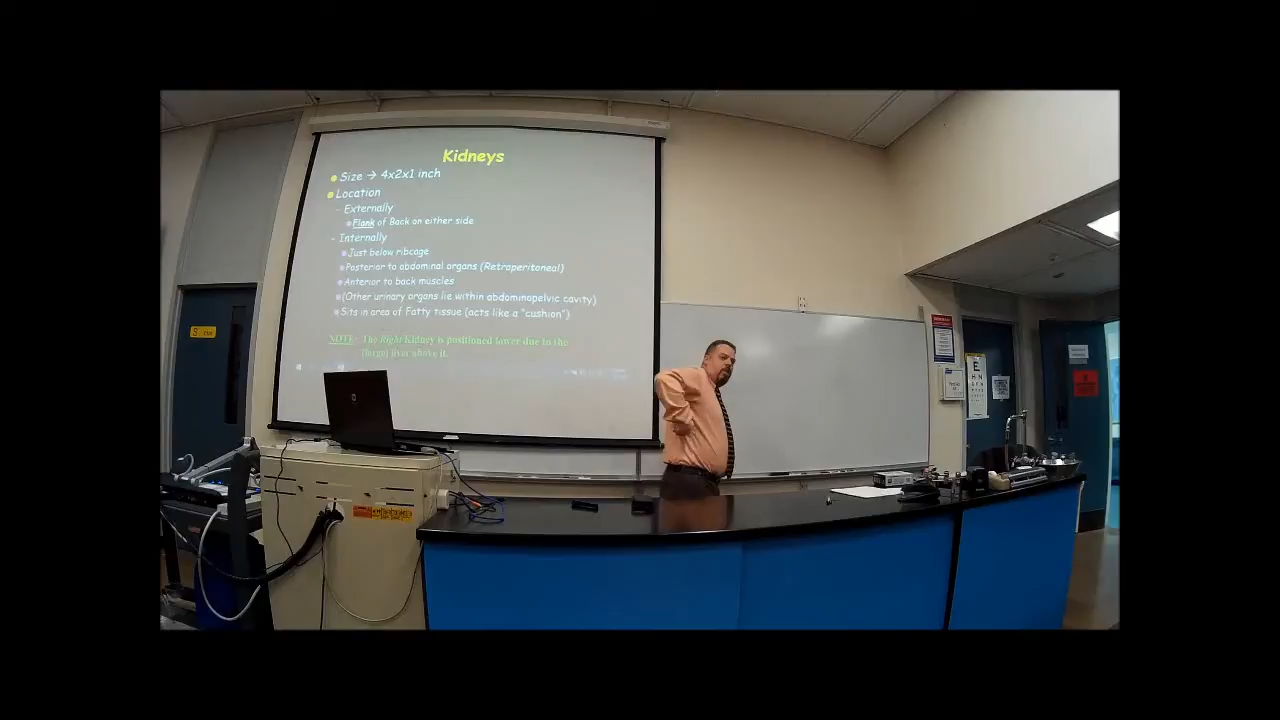 Kidneys
Size → 4x2x1 inch
Location
- Externally
Flank of Back on either side
- Internally
Just below ribcage
Posterior to abdominal organs (Retroperitoneal)
Anterior to back muscles
(Other urinary organs lie within abdominopelvic cavity)
Sits in area of Fatty tissue (acts like a "cushion")
NOTE: The Right Kidney is positioned lower due to the
(large) liver above it.
E
H N